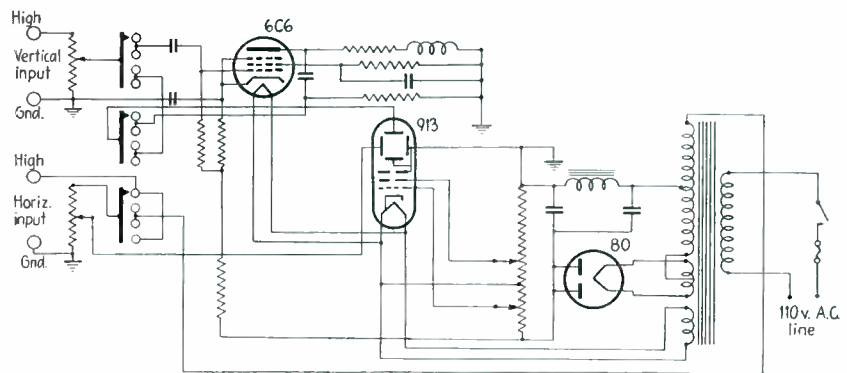 High
6C6
Vertical
input
Gnd.
913
High
Horiz.
input
80
Gnd.
110 v. A.C.
line